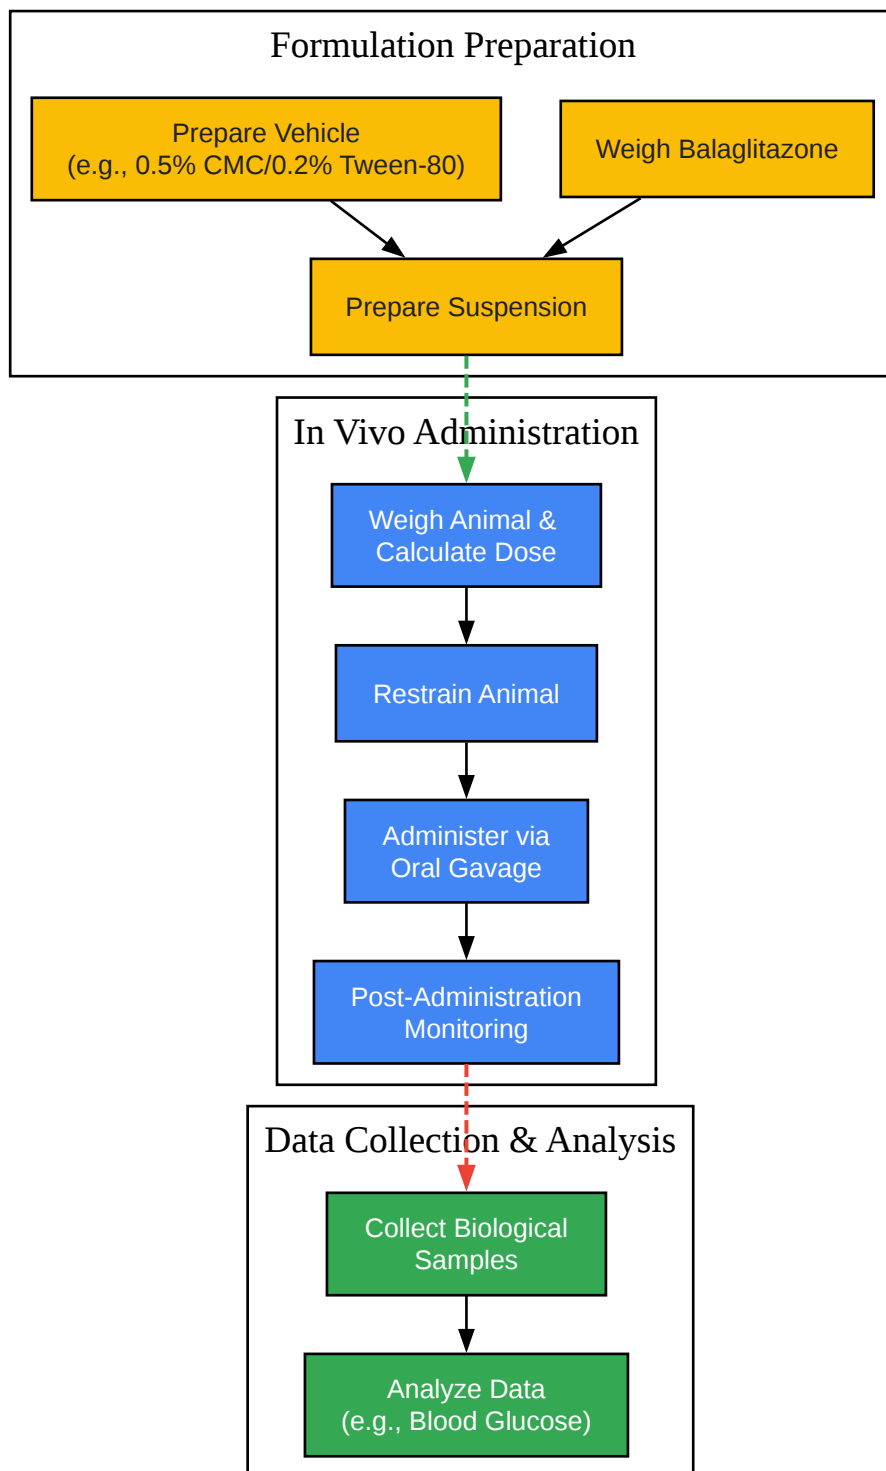 Formulation Preparation
Prepare Vehicle
(e.g., 0.5% CMC/0.2% Tween-80)
Weigh Balaglitazone
Prepare Suspension
In Vivo Administration
Weigh Animal &
Calculate Dose
Restrain Animal
Administer via
Oral Gavage
Post-Administration
Monitoring
Data Collection & Analysis
Collect Biological
Samples
Analyze Data
(e.g., Blood Glucose)